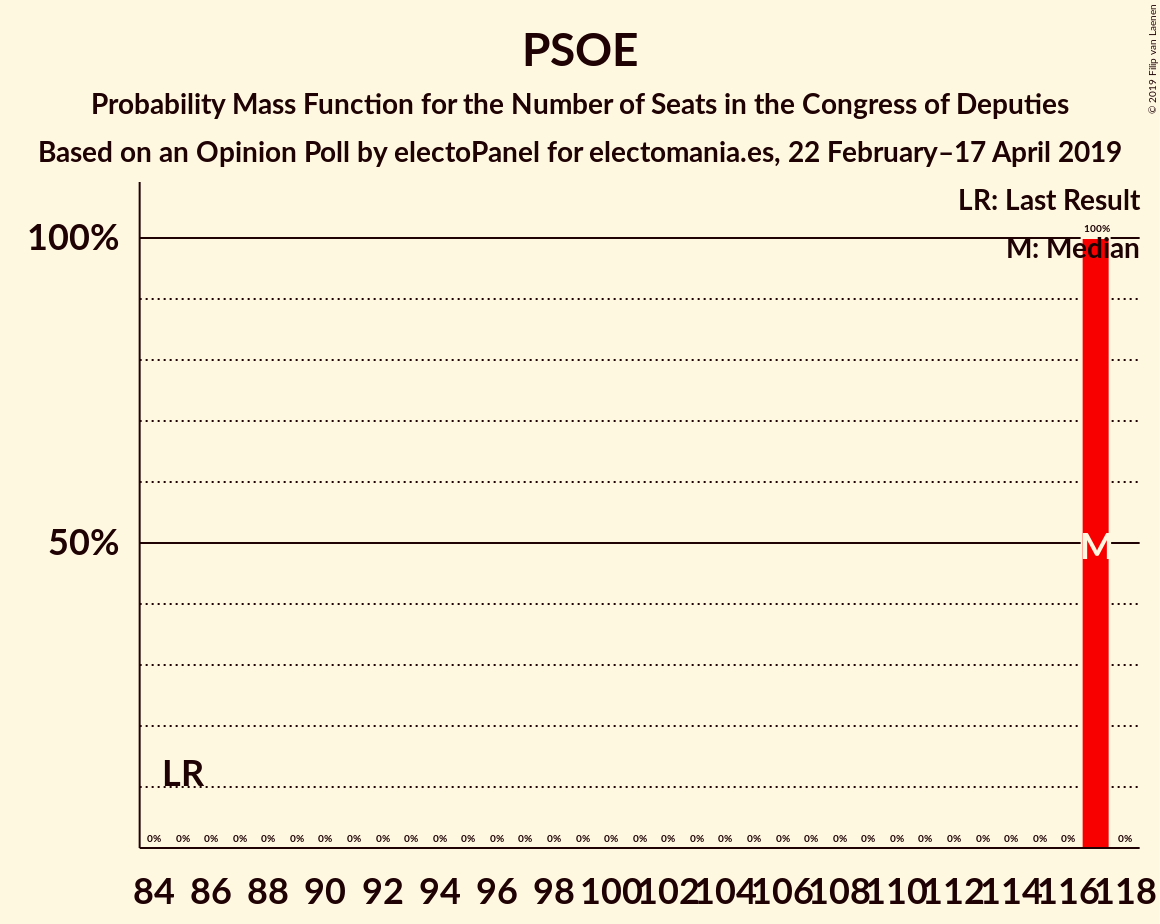 PSOE
Probability Mass Function for the Number of Seats in the Congress of Deputies
Based on an Opinion Poll by electoPanel for electomania.es, 22 February–17 April 2019
© 2019 Filip van Laenen
LR: Last Result
M: Median
100%
100%
50%
M
LR
0% 0% 0% 0% 0% 0% 0% 0% 0% 0% 0% 0% 0% 0% 0% 0% 0% 0% 0% 0% 0% 0% 0% 0% 0% 0% 0% 0% 0% 0% 0% 0% 0% 0%
84 86 88 90 92 94 96 98 100 102 104 106 108 110 112 114 116 118